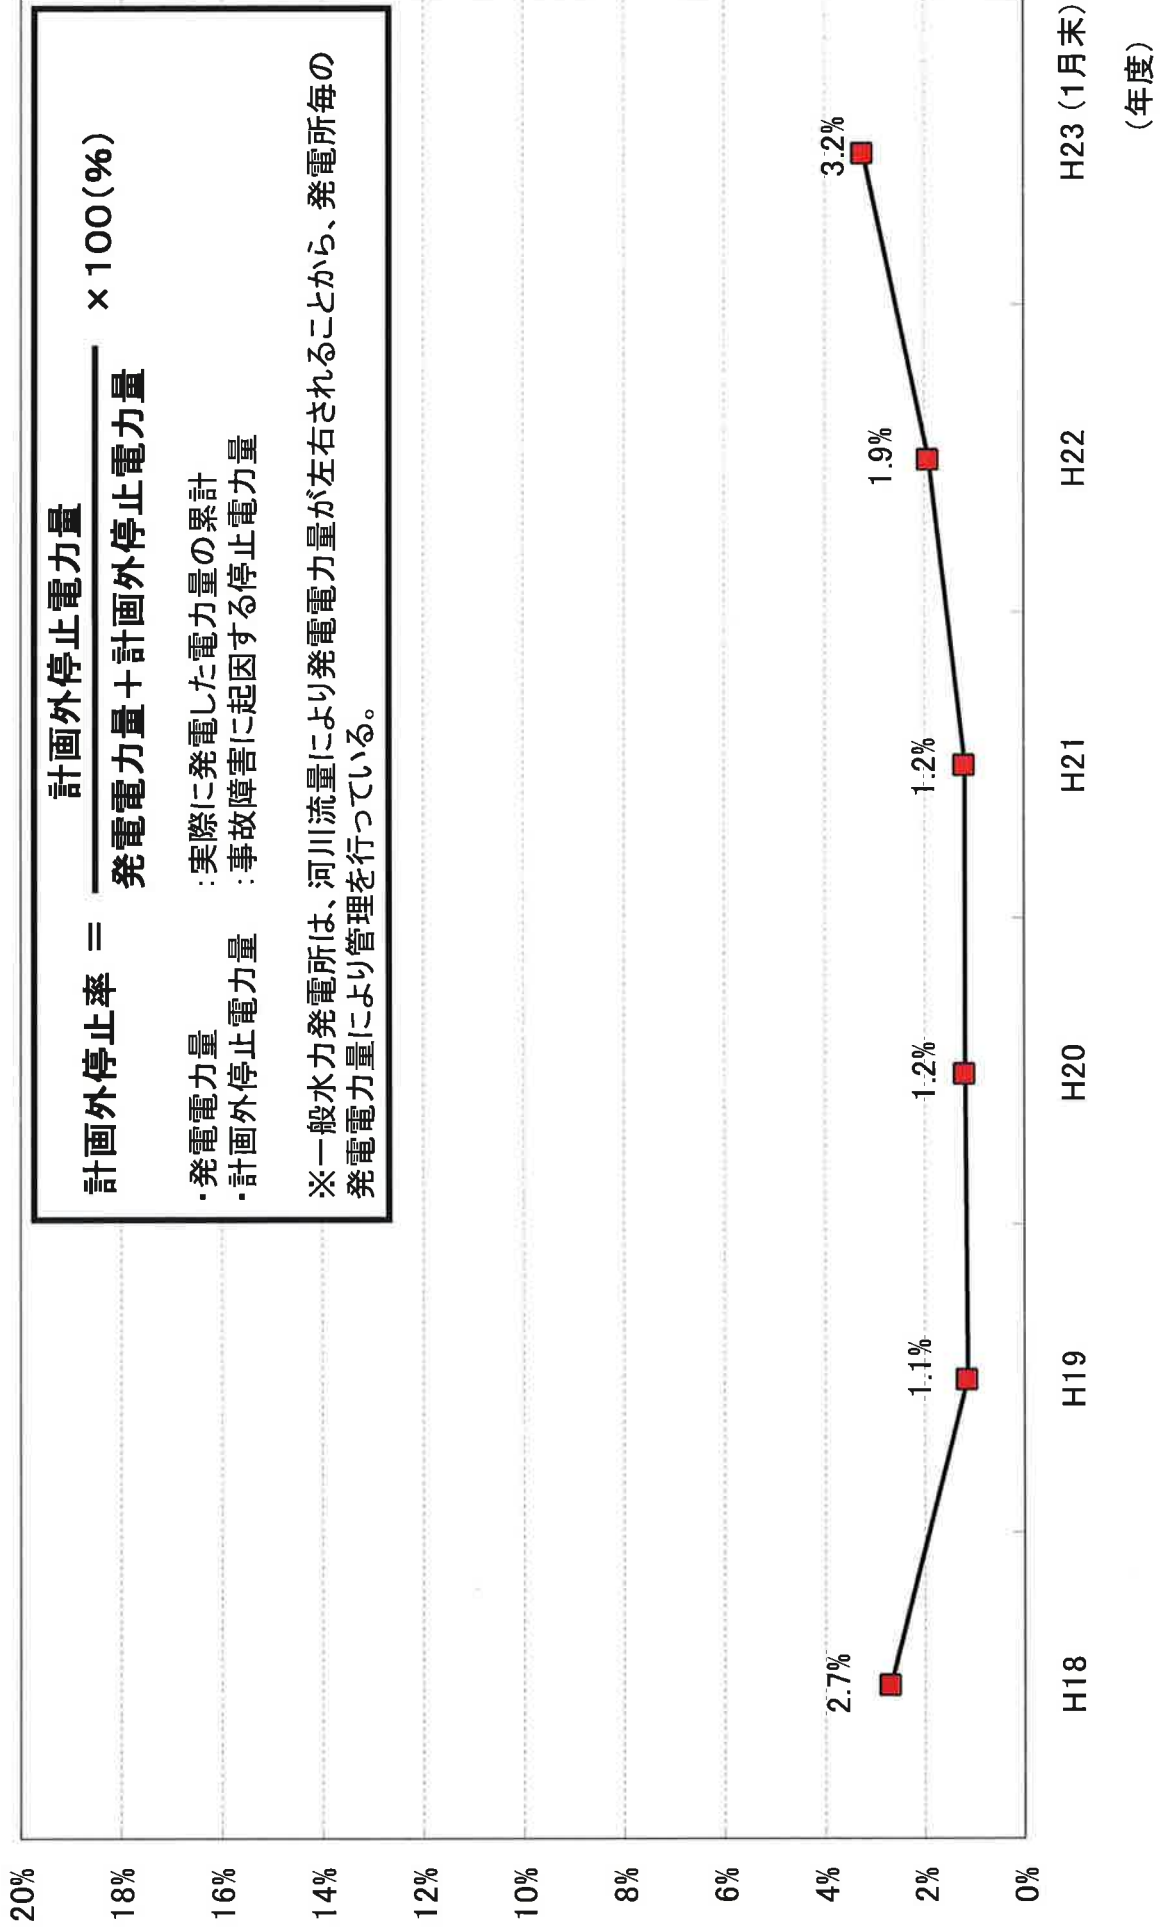 計画外停止電力量
計画外停止率 ＝ ×100(%)
発電電力量＋計画外停止電力量
・発電電力量 ：実際に発電した電力量の累計
・計画外停止電力量 ：事故障害に起因する停止電力量
※一般水力発電所は、河川流量により発電電力量が左右されることから、発電所毎の
発電電力量により管理を行っている。
20%
18%
16%
14%
12%
10%
8%
6%
4%
2%
0%
2.7%
1.1%
1.2%
1.2%
1.9%
3.2%
H18
H19
H20
H21
H22
H23（1月末）
（年度）